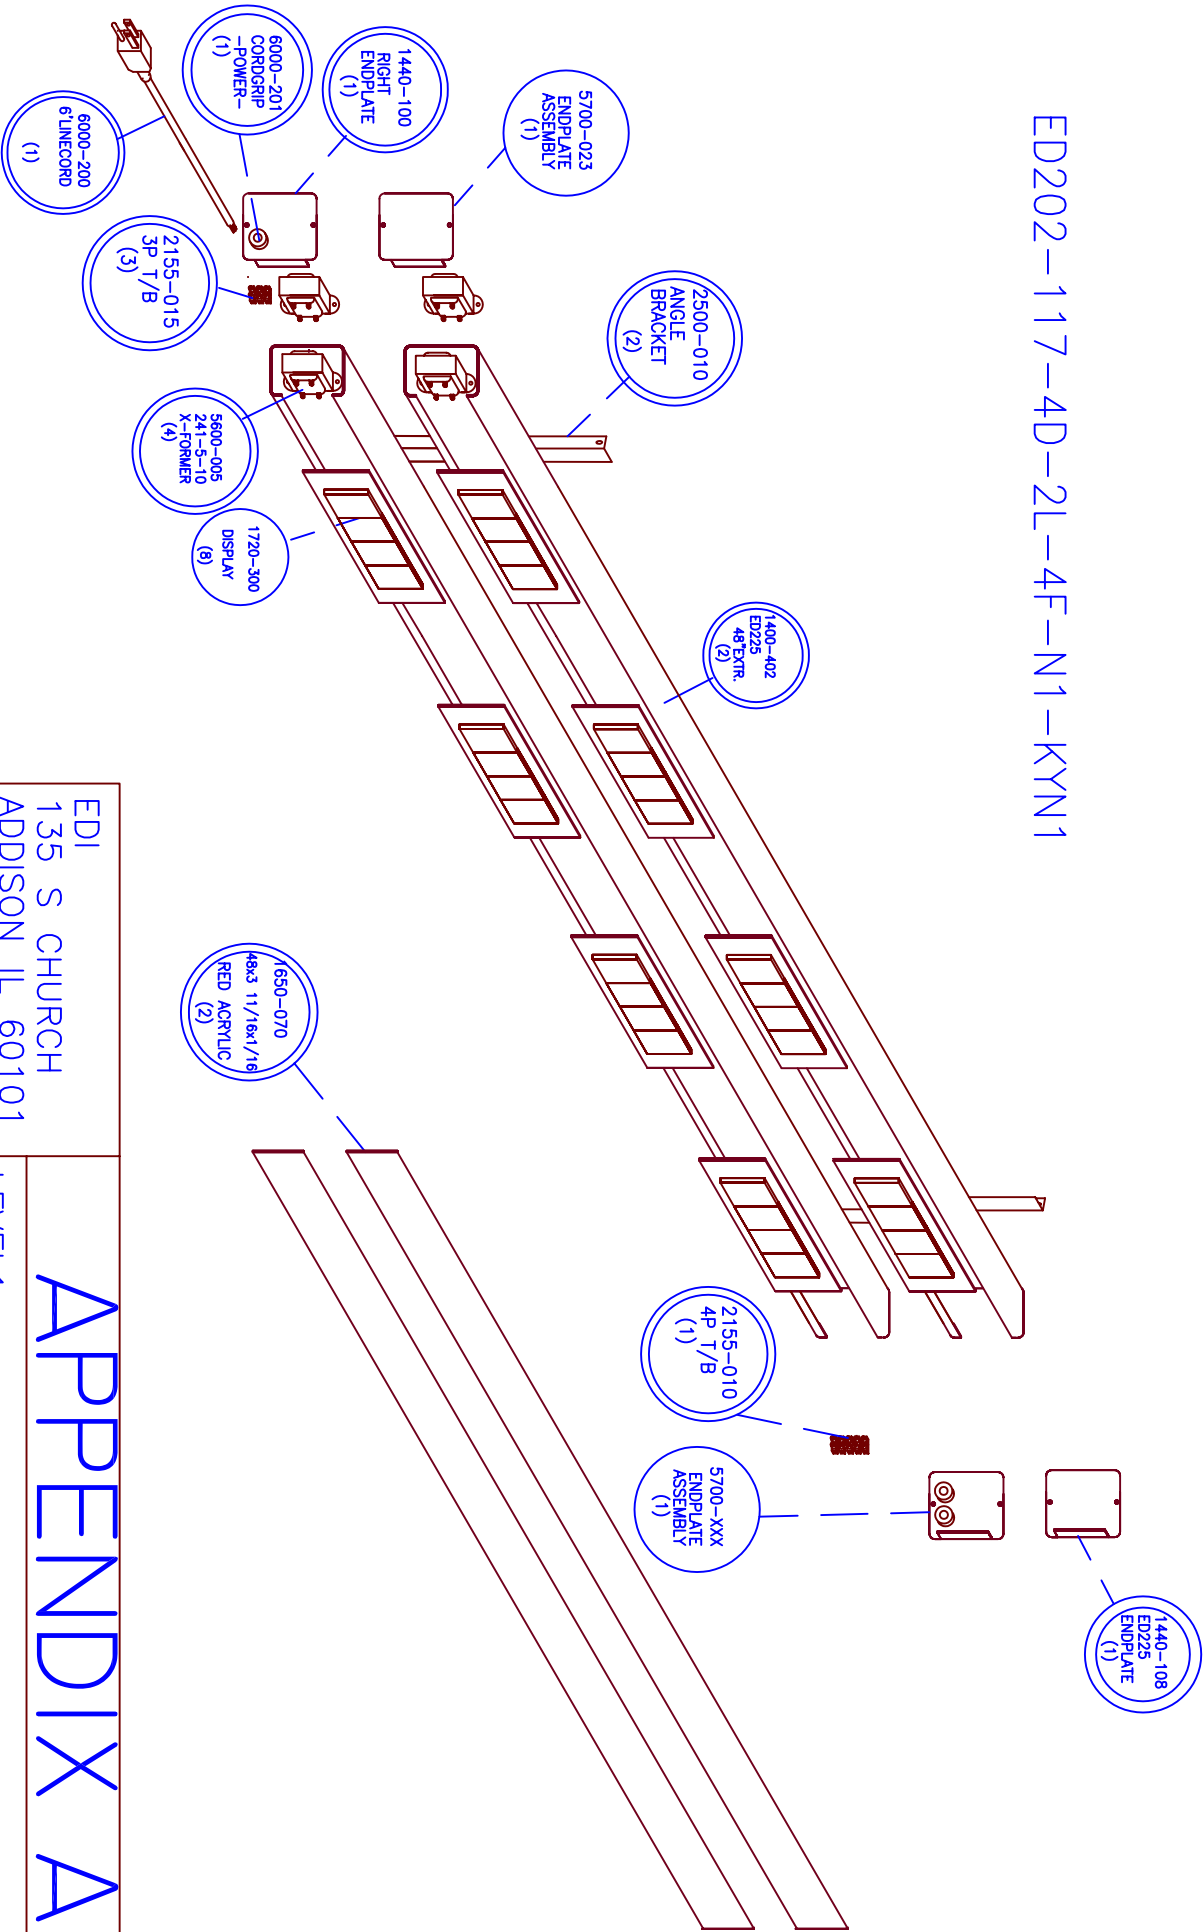 ED202-117-4D-2L-4F-N1-KYN1
5700-023
ENDPLATE
ASSEMBLY
(1)
1440-100
RIGHT
ENDPLATE
(1)
6000-201
CORDGRIP
-POWER-
(1)
6000-200
6'LINECORD
(1)
2155-015
3P T/B
(3)
2500-010
ANGLE
BRACKET
(2)
5600-005
241-5-10
X-FORMER
(4)
1720-300
DISPLAY
(8)
1400-402
ED225
48"EXTR.
(2)
1650-070
48x3 11/16x1/16
RED ACRYLIC
(2)
2155-010
4P T/B
(1)
5700-XXX
ENDPLATE
ASSEMBLY
(1)
1440-108
ED225
ENDPLATE
(1)
EDI
135 S CHURCH
ADDISON IL 60101
APPENDIX A